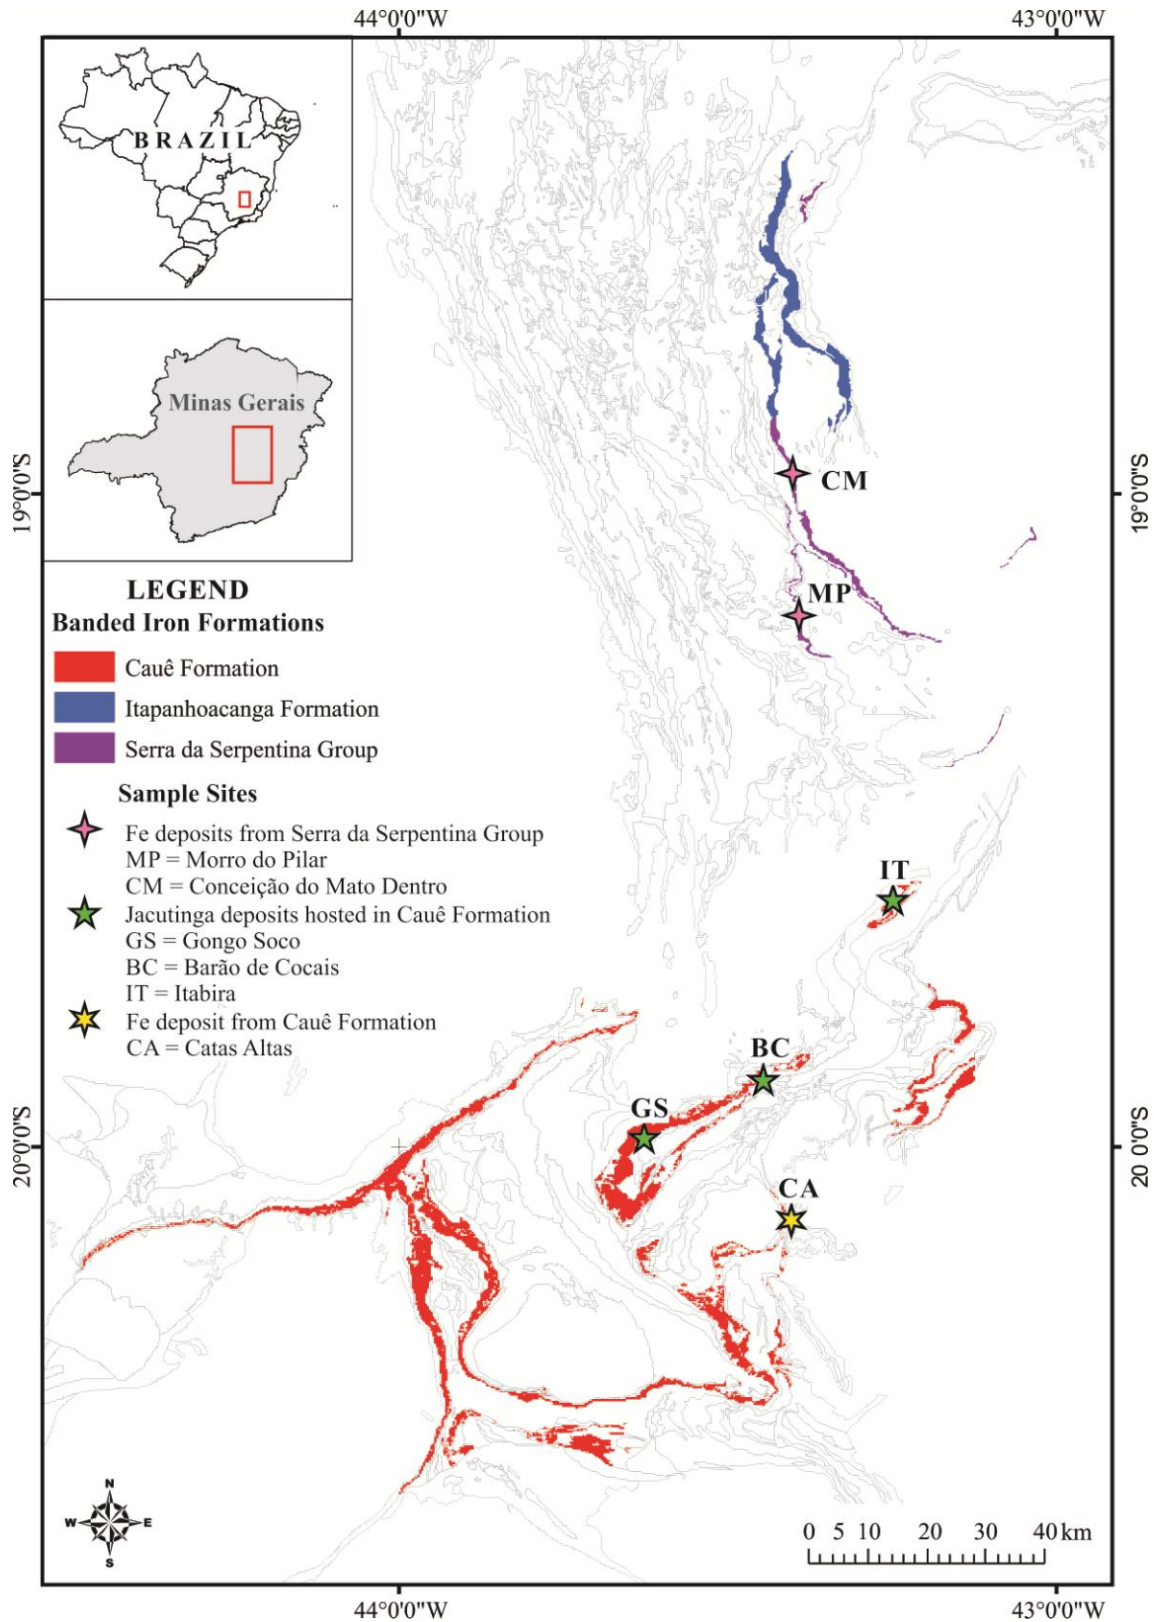 44°0'0"W
43°0'0"W
BRAZIL
Minas Gerais
19°0'0"S
19°0'0"S
CM
MP
LEGEND
Banded Iron Formations
Cauê Formation
Itapanhoacanga Formation
Serra da Serpentina Group
Sample Sites
Fe deposits from Serra da Serpentina Group
MP = Morro do Pilar
CM = Conceição do Mato Dentro
Jacutinga deposits hosted in Cauê Formation
GS = Gongo Soco
BC = Barão de Cocais
IT = Itabira
Fe deposit from Cauê Formation
CA = Catas Altas
IT
BC
GS
CA
20°0'0"S
20 0'0"S
N
W E
S
0 5 10 20 30 40 km
44°0'0"W
43°0'0"W